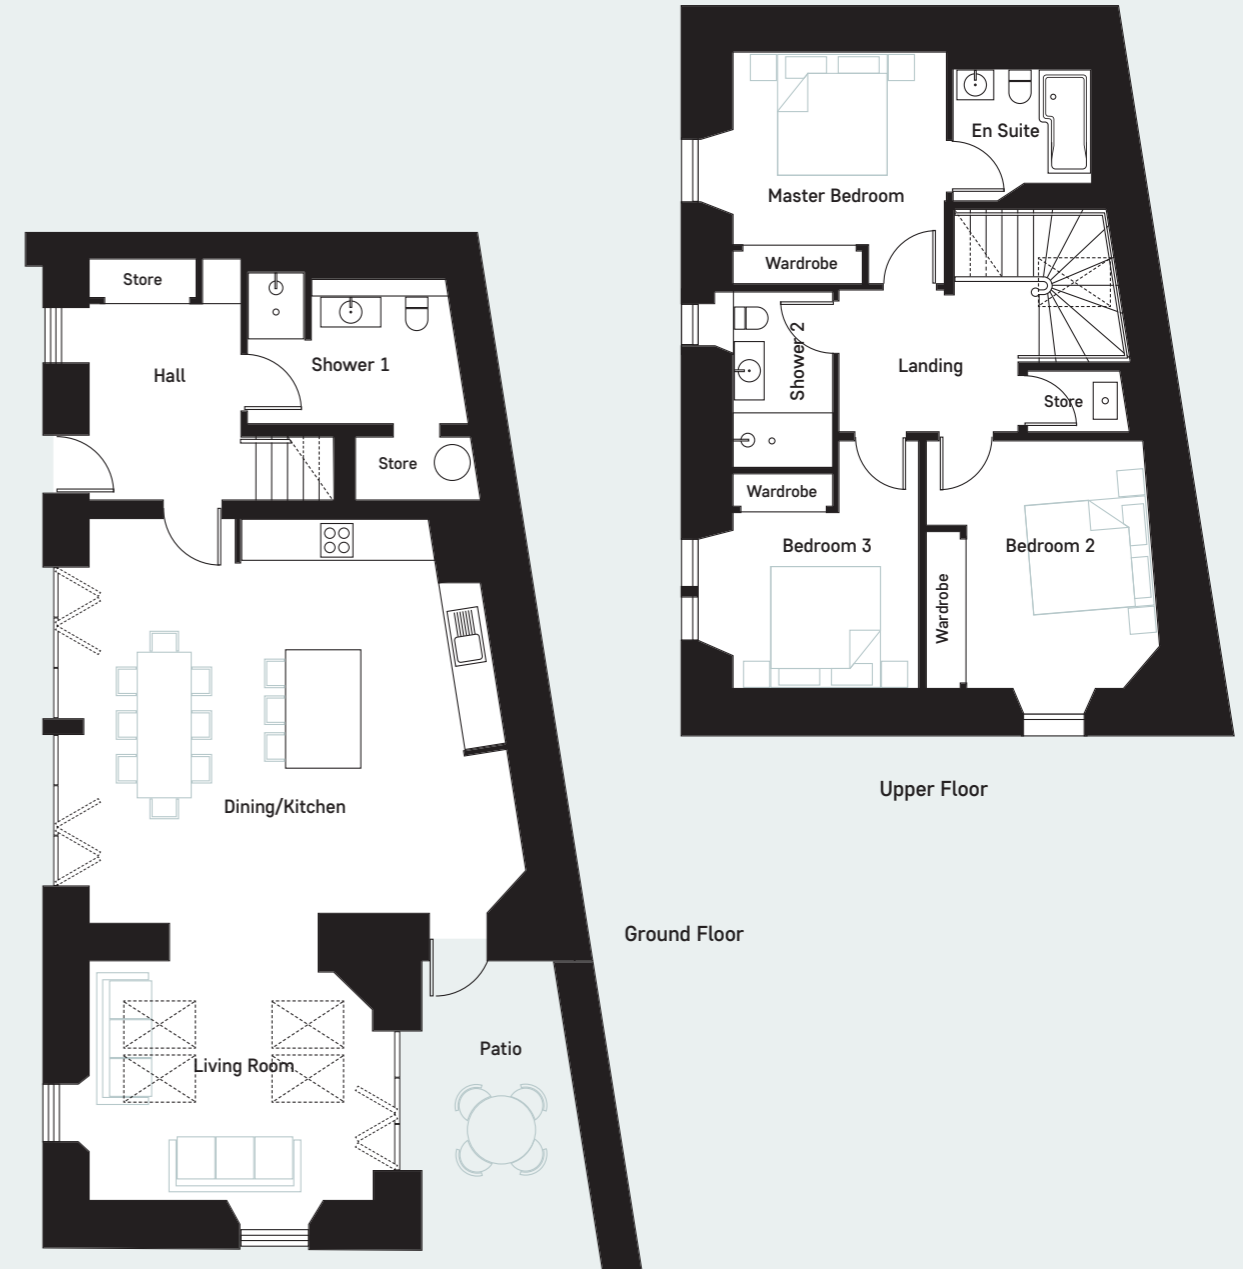 En Suite
Master Bedroom
Wardrobe
Shower 2
Landing
Store
Wardrobe
Bedroom 3
Bedroom 2
Wardrobe
Upper Floor
Store
Hall
Shower 1
Store
Dining/Kitchen
Ground Floor
Living Room
Patio